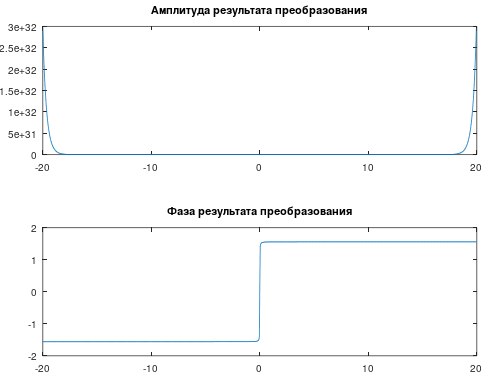 Амплитуда результата преобразования
3e+32
2.5e+32
2e+32
1.5e+32
1e+32
5e+31
0
-20 -10 0 10 20
Фаза результата преобразования
2
1
0
-1
-2
-20 -10 0 10 20